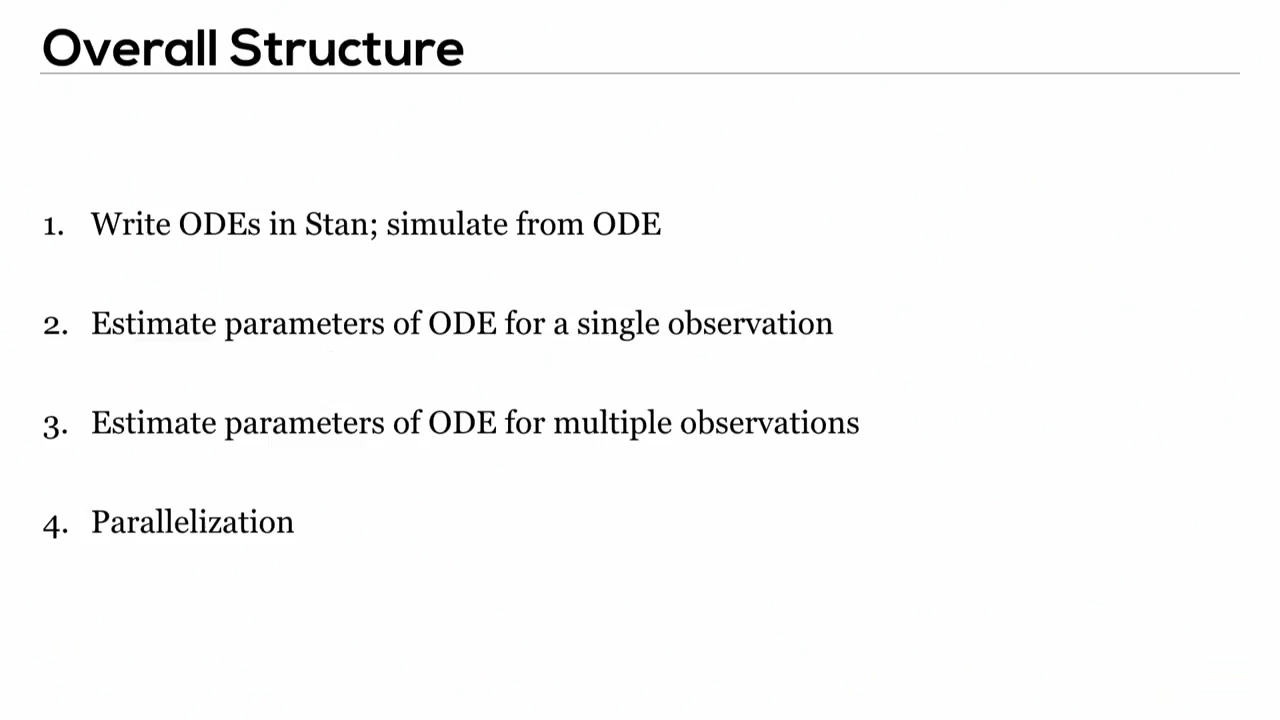 Overall Structure
1. Write ODEs in Stan; simulate from ODE
2. Estimate parameters of ODE for a single observation
3. Estimate parameters of ODE for multiple observations
4. Parallelization